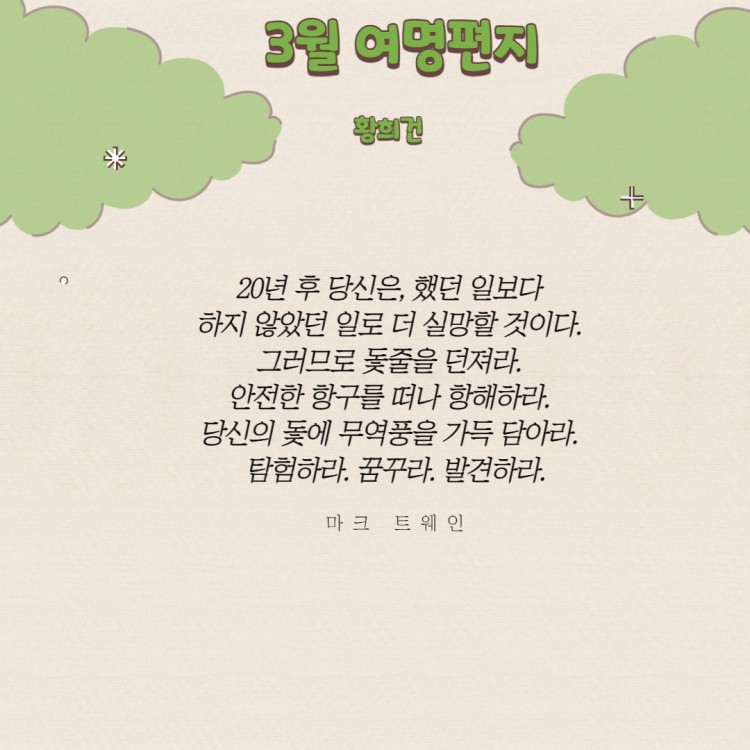 3월 여명편지
황희건
20년 후 당신은, 했던 일보다
하지 않았던 일로 더 실망할 것이다.
그러므로 돛줄을 던져라.
안전한 항구를 떠나 항해하라.
당신의 돛에 무역풍을 가득 담아라.
탐험하라. 꿈꾸라. 발견하라.
마크 트웨인